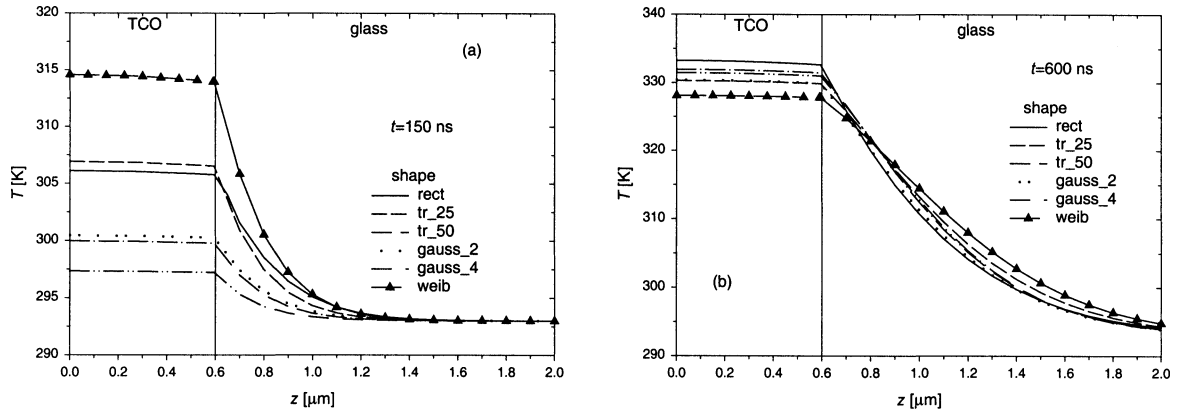 TCO
glass
(a)
t=150 ns
shape
rect
tr_25
tr_50
gauss_2
gauss_4
weib
T [K]
315
310
305
300
295
290
0.0 0.2 0.4 0.6 0.8 1.0 1.2 1.4 1.6 1.8 2.0
z [μm]
TCO
glass
t=600 ns
shape
rect
tr_25
tr_50
gauss_2
gauss_4
weib
(b)
T [K]
340
330
320
310
300
290
0.0 0.2 0.4 0.6 0.8 1.0 1.2 1.4 1.6 1.8 2.0
z [μm]